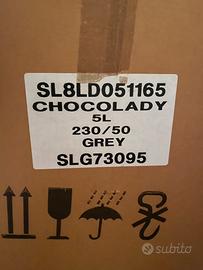 SL8LD051165
CHOCOLADY
5L
230/50
GREY
SLG73095
subito